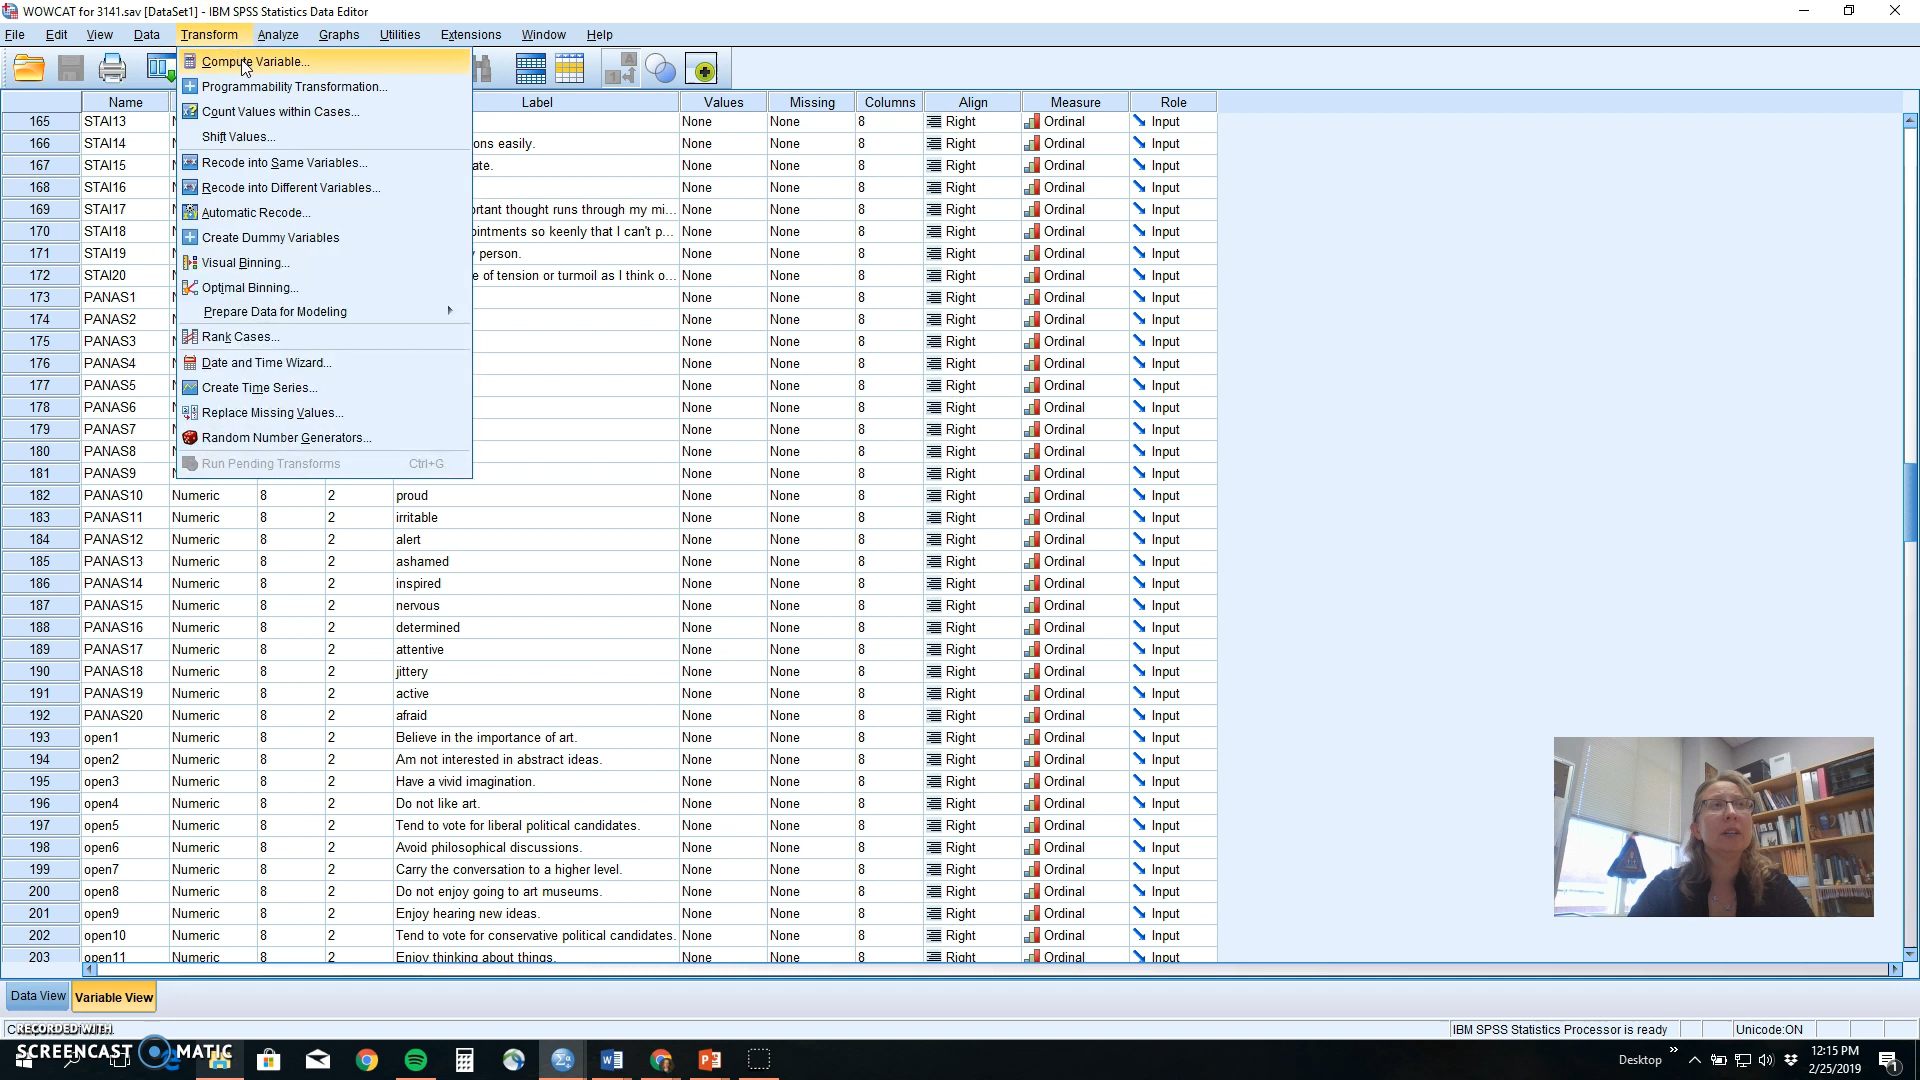 WOWCAT for 3141.sav [DataSet1] - IBM SPSS Statistics Data Editor
File Edit View Data Transform Analyze Graphs Utilities Extensions Window Help
Compute Variable...
Programmability Transformation...
Count Values within Cases...
Shift Values...
Recode into Same Variables...
Recode into Different Variables...
Automatic Recode...
Create Dummy Variables
Visual Binning...
Optimal Binning...
Prepare Data for Modeling
Rank Cases...
Date and Time Wizard...
Create Time Series...
Replace Missing Values...
Random Number Generators...
Run Pending Transforms Ctrl+G
Name Label Values Missing Columns Align Measure Role
165 STAI13 None None 8 Right Ordinal Input
166 STAI14 ons easily. None None 8 Right Ordinal Input
167 STAI15 ate. None None 8 Right Ordinal Input
168 STAI16 None None 8 Right Ordinal Input
169 STAI17 ortant thought runs through my mi... None None 8 Right Ordinal Input
170 STAI18 ointments so keenly that I can't p... None None 8 Right Ordinal Input
171 STAI19 y person. None None 8 Right Ordinal Input
172 STAI20 e of tension or turmoil as I think o... None None 8 Right Ordinal Input
173 PANAS1 None None 8 Right Ordinal Input
174 PANAS2 None None 8 Right Ordinal Input
175 PANAS3 None None 8 Right Ordinal Input
176 PANAS4 None None 8 Right Ordinal Input
177 PANAS5 None None 8 Right Ordinal Input
178 PANAS6 None None 8 Right Ordinal Input
179 PANAS7 None None 8 Right Ordinal Input
180 PANAS8 None None 8 Right Ordinal Input
181 PANAS9 None None 8 Right Ordinal Input
182 PANAS10 Numeric 8 2 proud None None 8 Right Ordinal Input
183 PANAS11 Numeric 8 2 irritable None None 8 Right Ordinal Input
184 PANAS12 Numeric 8 2 alert None None 8 Right Ordinal Input
185 PANAS13 Numeric 8 2 ashamed None None 8 Right Ordinal Input
186 PANAS14 Numeric 8 2 inspired None None 8 Right Ordinal Input
187 PANAS15 Numeric 8 2 nervous None None 8 Right Ordinal Input
188 PANAS16 Numeric 8 2 determined None None 8 Right Ordinal Input
189 PANAS17 Numeric 8 2 attentive None None 8 Right Ordinal Input
190 PANAS18 Numeric 8 2 jittery None None 8 Right Ordinal Input
191 PANAS19 Numeric 8 2 active None None 8 Right Ordinal Input
192 PANAS20 Numeric 8 2 afraid None None 8 Right Ordinal Input
193 open1 Numeric 8 2 Believe in the importance of art. None None 8 Right Ordinal Input
194 open2 Numeric 8 2 Am not interested in abstract ideas. None None 8 Right Ordinal Input
195 open3 Numeric 8 2 Have a vivid imagination. None None 8 Right Ordinal Input
196 open4 Numeric 8 2 Do not like art. None None 8 Right Ordinal Input
197 open5 Numeric 8 2 Tend to vote for liberal political candidates. None None 8 Right Ordinal Input
198 open6 Numeric 8 2 Avoid philosophical discussions. None None 8 Right Ordinal Input
199 open7 Numeric 8 2 Carry the conversation to a higher level. None None 8 Right Ordinal Input
200 open8 Numeric 8 2 Do not enjoy going to art museums. None None 8 Right Ordinal Input
201 open9 Numeric 8 2 Enjoy hearing new ideas. None None 8 Right Ordinal Input
202 open10 Numeric 8 2 Tend to vote for conservative political candidates. None None 8 Right Ordinal Input
203 open11 Numeric 8 2 Enjoy thinking about things. None None 8 Right Ordinal Input
Data View Variable View
RECORDED WITH
IBM SPSS Statistics Processor is ready Unicode:ON
SCREENCAST MATIC
Desktop
12:15 PM
2/25/2019